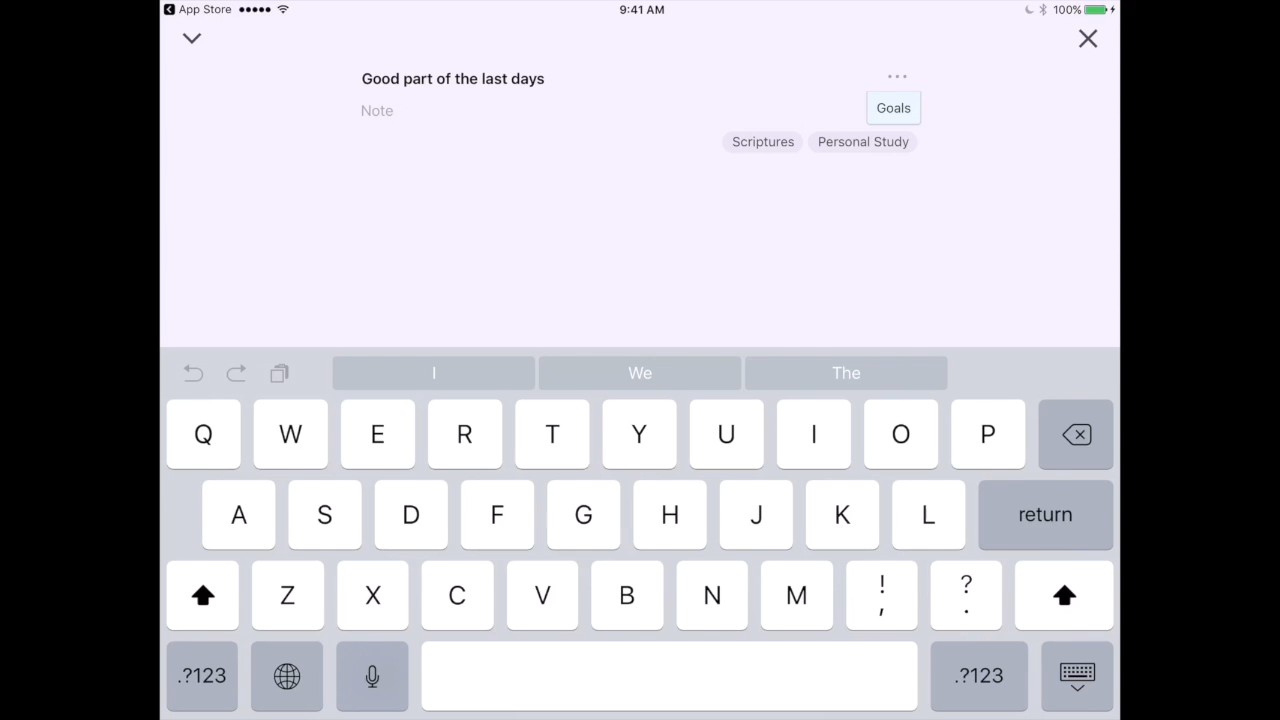 App Store 9:41 AM 100%
Good part of the last days
Note
Goals
Scriptures Personal Study
I We The
Q W E R T Y U I O P
A S D F G H J K L return
Z X C V B N M ! , ? .
.?123 .?123